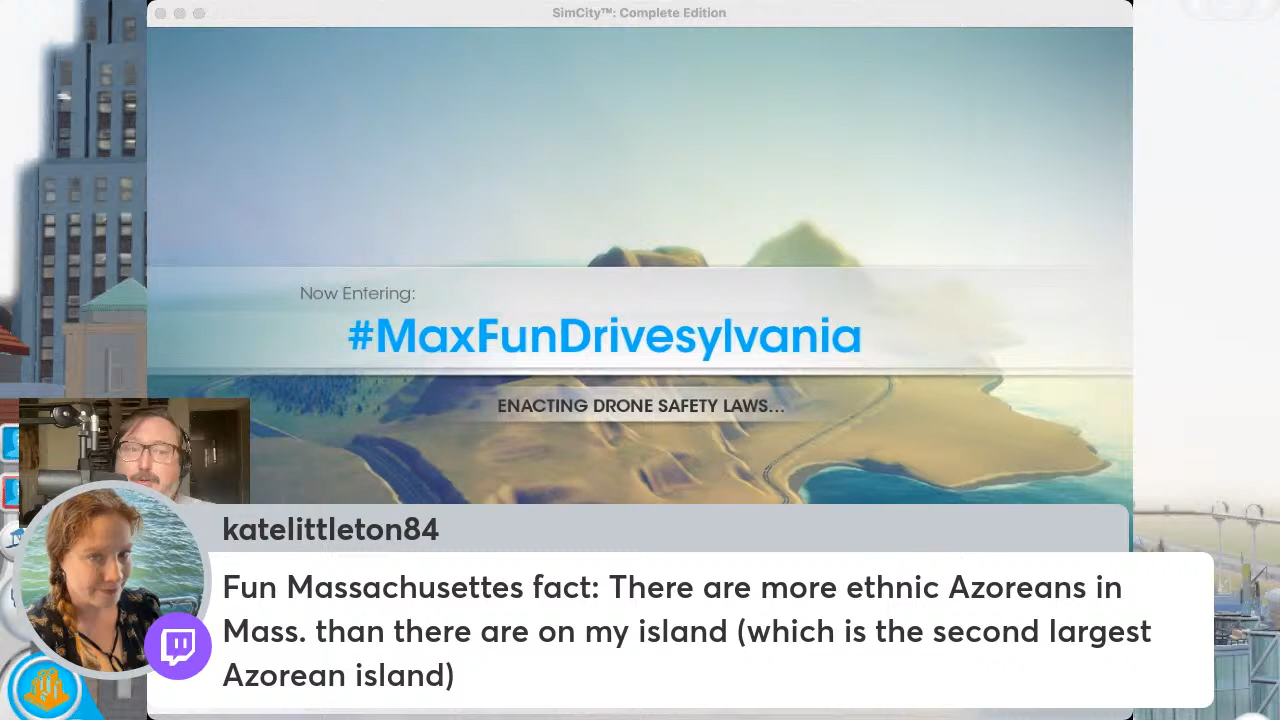 SimCity™: Complete Edition
Now Entering:
#MaxFunDrivesylvania
ENACTING DRONE SAFETY LAWS...
katelittleton84
Fun Massachusettes fact: There are more ethnic Azoreans in
Mass. than there are on my island (which is the second largest
Azorean island)